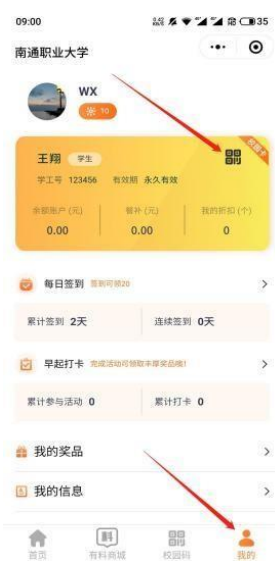 09:00
35
南通职业大学
WX
10
校园卡
王翔 学生
学工号 123456 有效期 永久有效
余额账户(元) 餐补(元) 我的折扣(个)
0.00 0.00 0
每日签到 签到可领20
累计签到 2天 连续签到 0天
早起打卡 完成活动可领取丰厚奖品哦!
累计参与活动 0 累计打卡 0
我的奖品
我的信息
首页 有料商城 校园码 我的